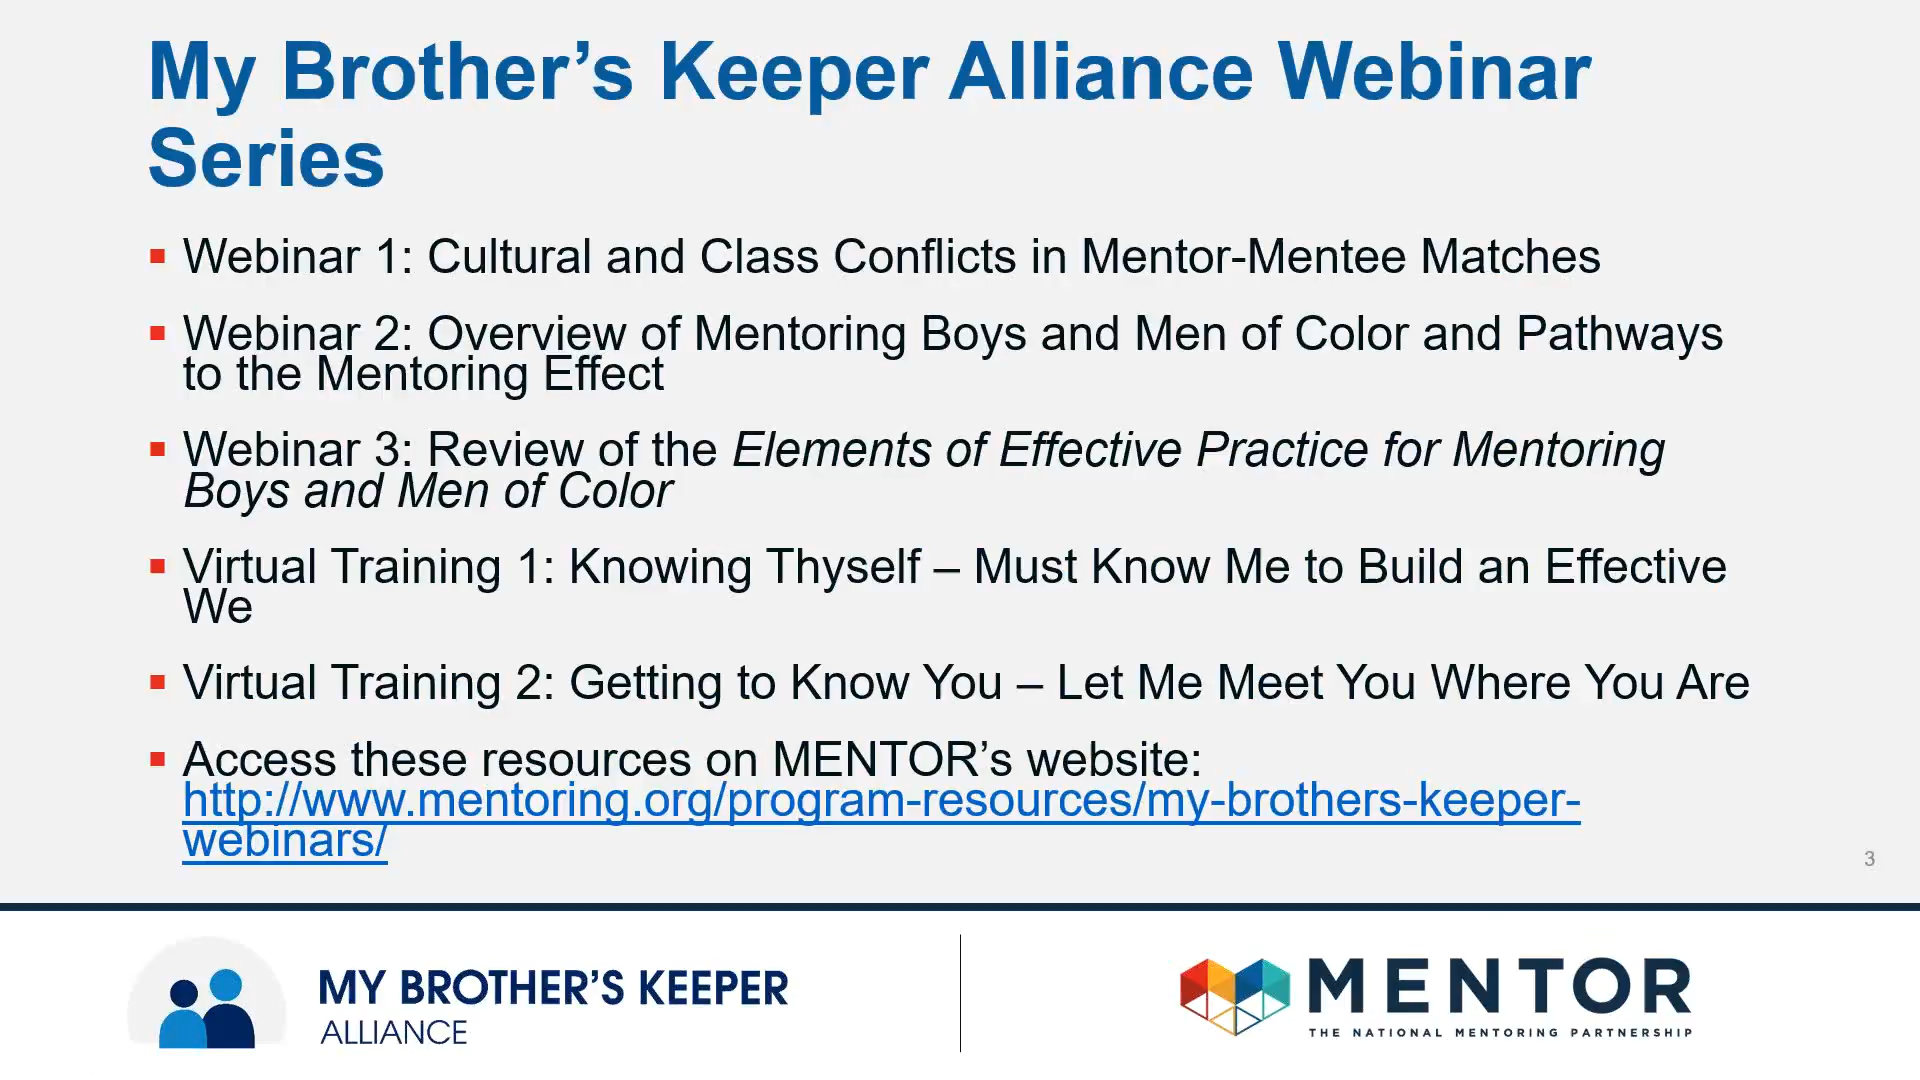 My Brother’s Keeper Alliance Webinar
Series
▪ Webinar 1: Cultural and Class Conflicts in Mentor-Mentee Matches
▪ Webinar 2: Overview of Mentoring Boys and Men of Color and Pathways
to the Mentoring Effect
▪ Webinar 3: Review of the Elements of Effective Practice for Mentoring
Boys and Men of Color
▪ Virtual Training 1: Knowing Thyself – Must Know Me to Build an Effective
We
▪ Virtual Training 2: Getting to Know You – Let Me Meet You Where You Are
▪ Access these resources on MENTOR’s website:
http://www.mentoring.org/program-resources/my-brothers-keeper-
webinars/
3
MY BROTHER’S KEEPER
ALLIANCE
MENTOR
THE NATIONAL MENTORING PARTNERSHIP